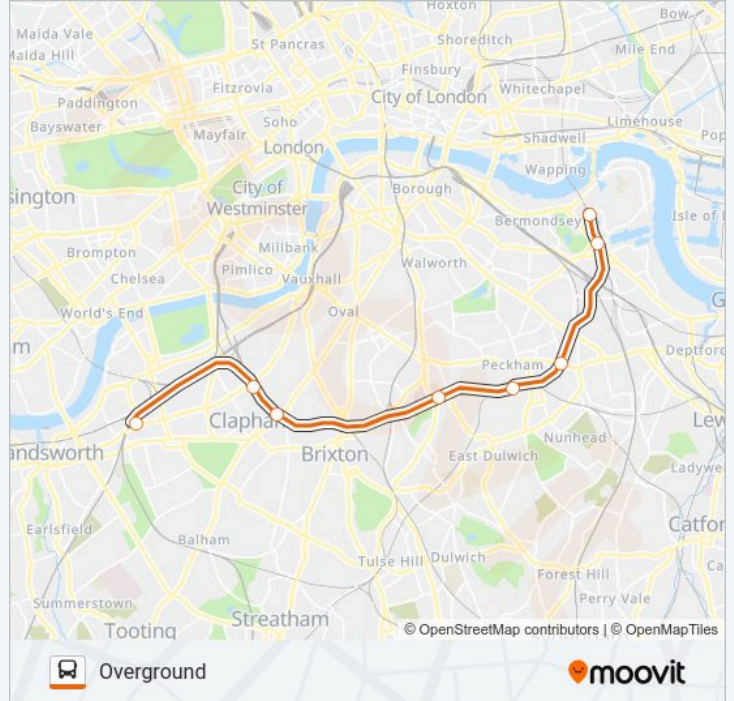 Hoxton
Bow
Maida Vale
Maida Hill
St Pancras
Shoreditch
Mile End
Finsbury
Fitzrovia
Whitechapel
Paddington
City of London
Soho
Limehouse
Bayswater
Mayfair
Shadwell
Pop
London
Wapping
sington
City of
Westminster
Borough
Bermondsey
Isle of
Brompton
Millbank
Walworth
Pimlico
Chelsea
Vauxhall
World's End
Oval
G
m
Peckham
Deptford
Clapham
Lew
andsworth
Brixton
Nunhead
East Dulwich
Ladywe
Earlsfield
Catfor
Balham
Tulse Hill
Dulwich
Ca
Forest Hill
Summerstown
Perry Vale
Streatham
Tooting
© OpenStreetMap contributors | © OpenMapTiles
Overground
moovit